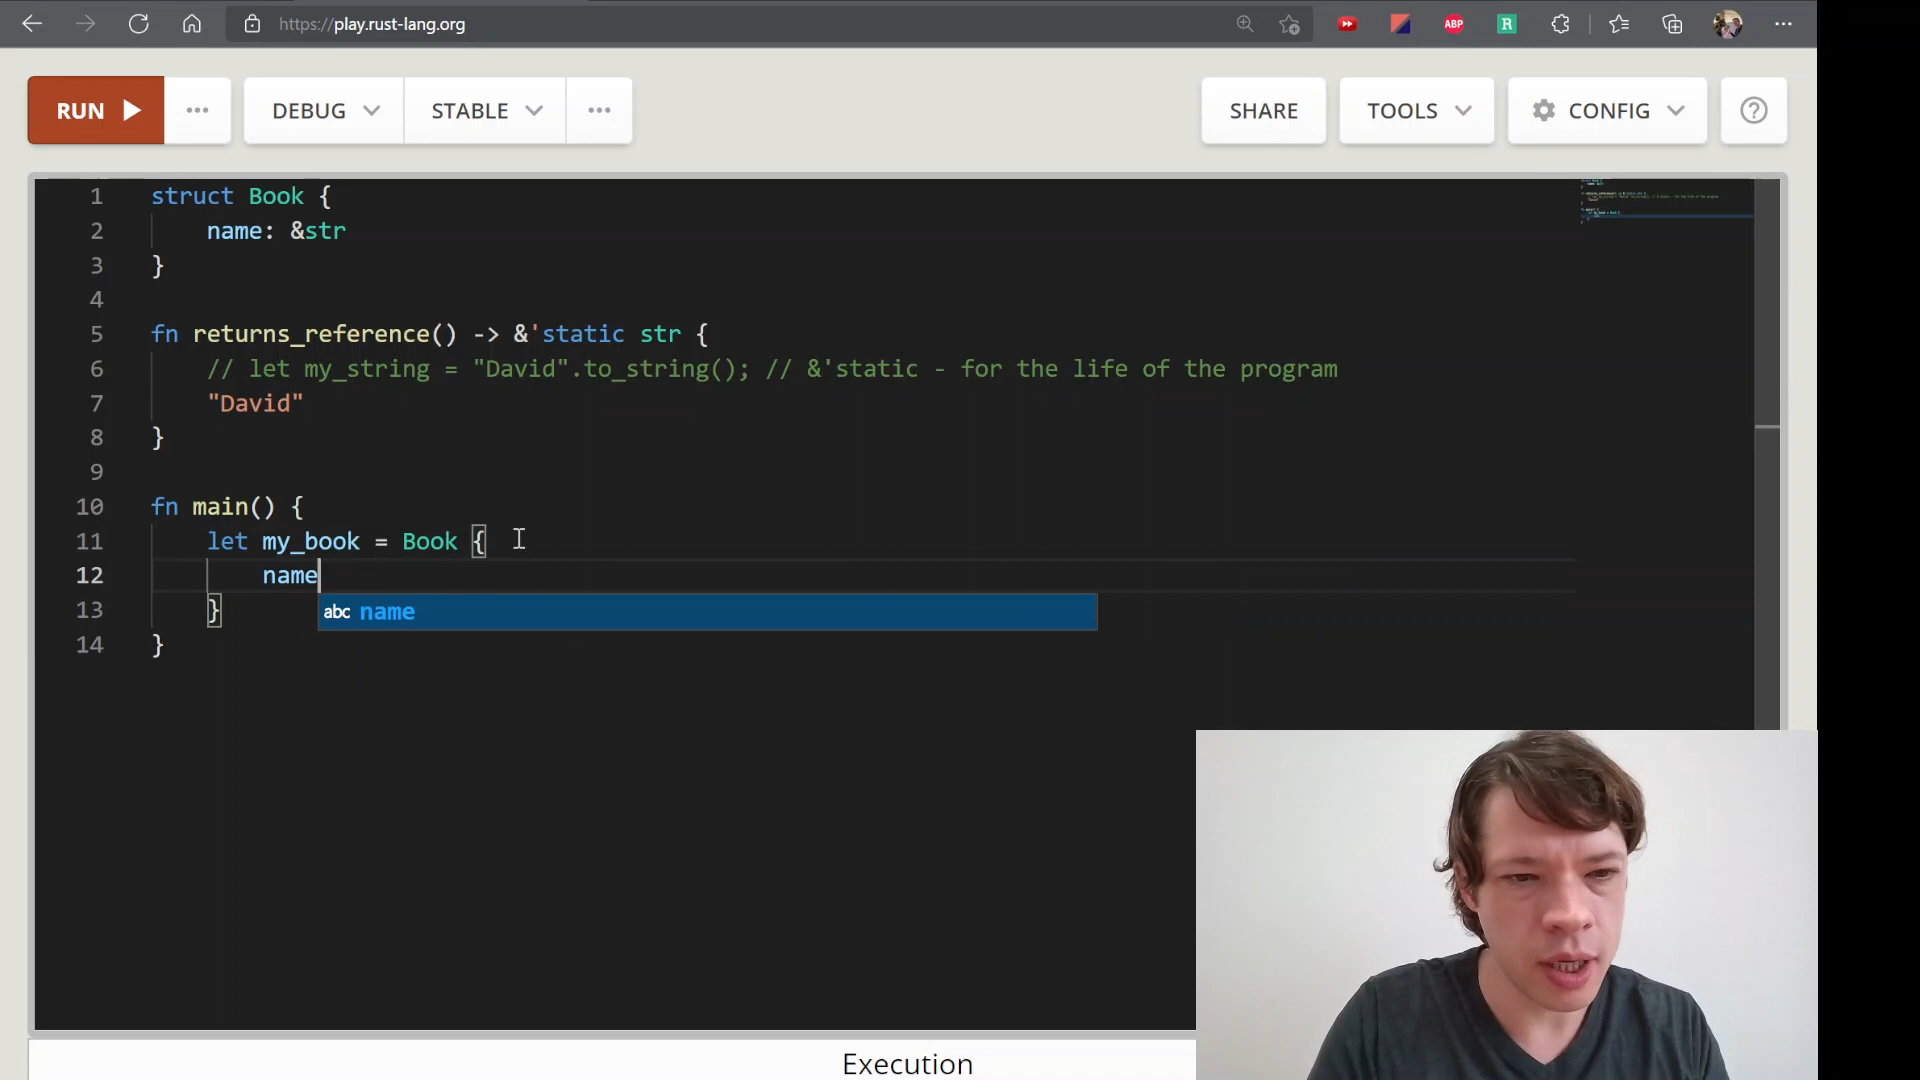 https://play.rust-lang.org
ABP
R
RUN
DEBUG
STABLE
SHARE
TOOLS
CONFIG
1 struct Book {
2 name: &str
3 }
4
5 fn returns_reference() -> &'static str {
6 // let my_string = "David".to_string(); // &'static - for the life of the program
7 "David"
8 }
9
10 fn main() {
11 let my_book = Book {
12 name
13 }
abc name
14 }
Execution